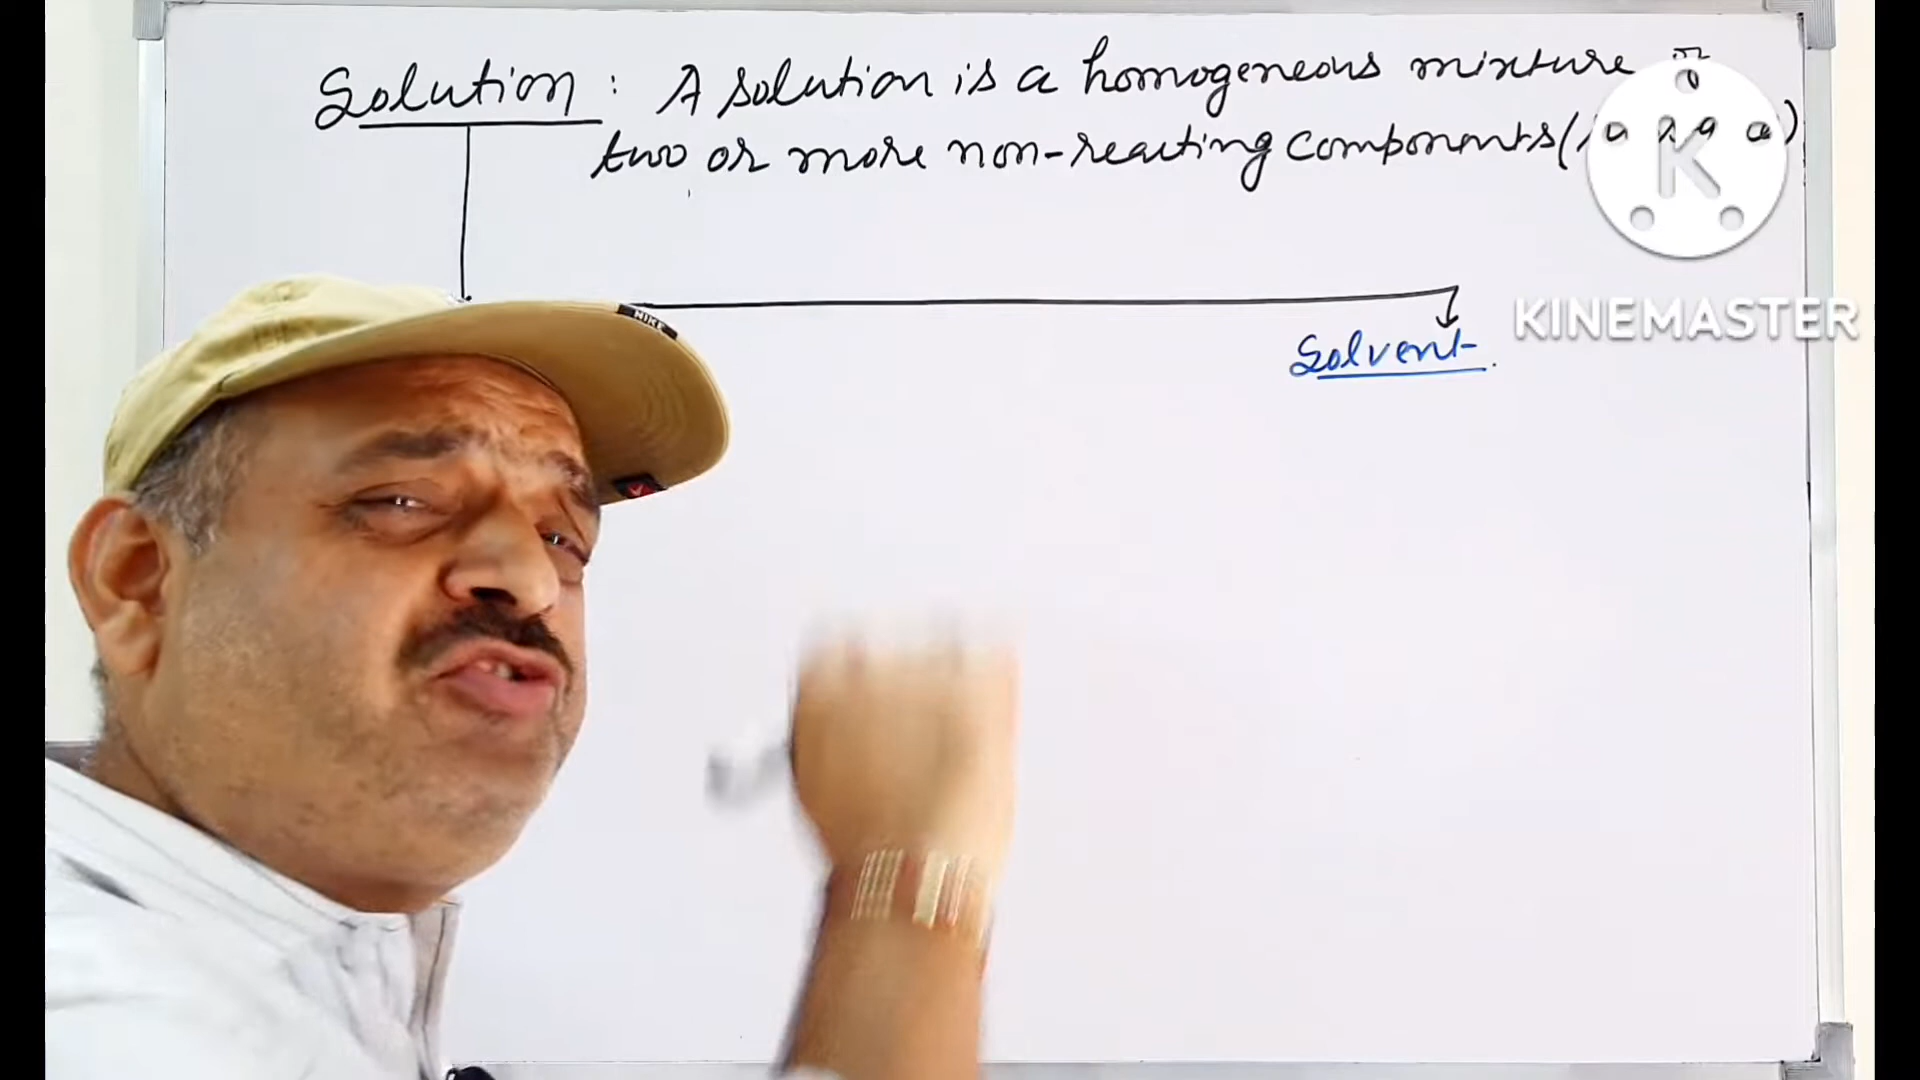 Solution : A solution is a homogeneous mixture
two or more non-reacting components(
Solvent.
K
KINEMASTER
NIKE